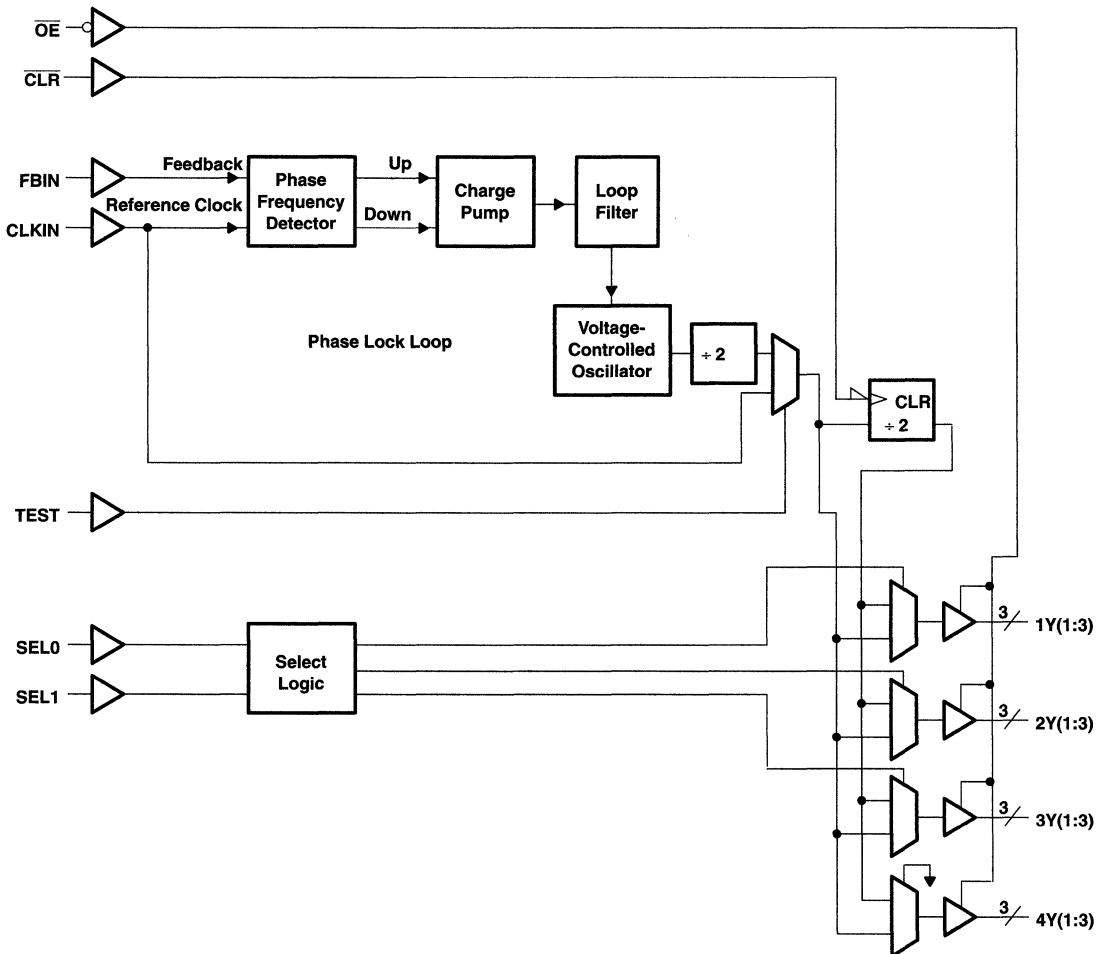 OE
CLR
FBIN
Feedback
Phase
Frequency
Detector
Up
Charge
Pump
Loop
Filter
CLKIN
Reference Clock
Down
Phase Lock Loop
Voltage-
Controlled
Oscillator
÷ 2
CLR
÷ 2
TEST
SEL0
SEL1
Select
Logic
3
1Y(1:3)
3
2Y(1:3)
3
3Y(1:3)
3
4Y(1:3)